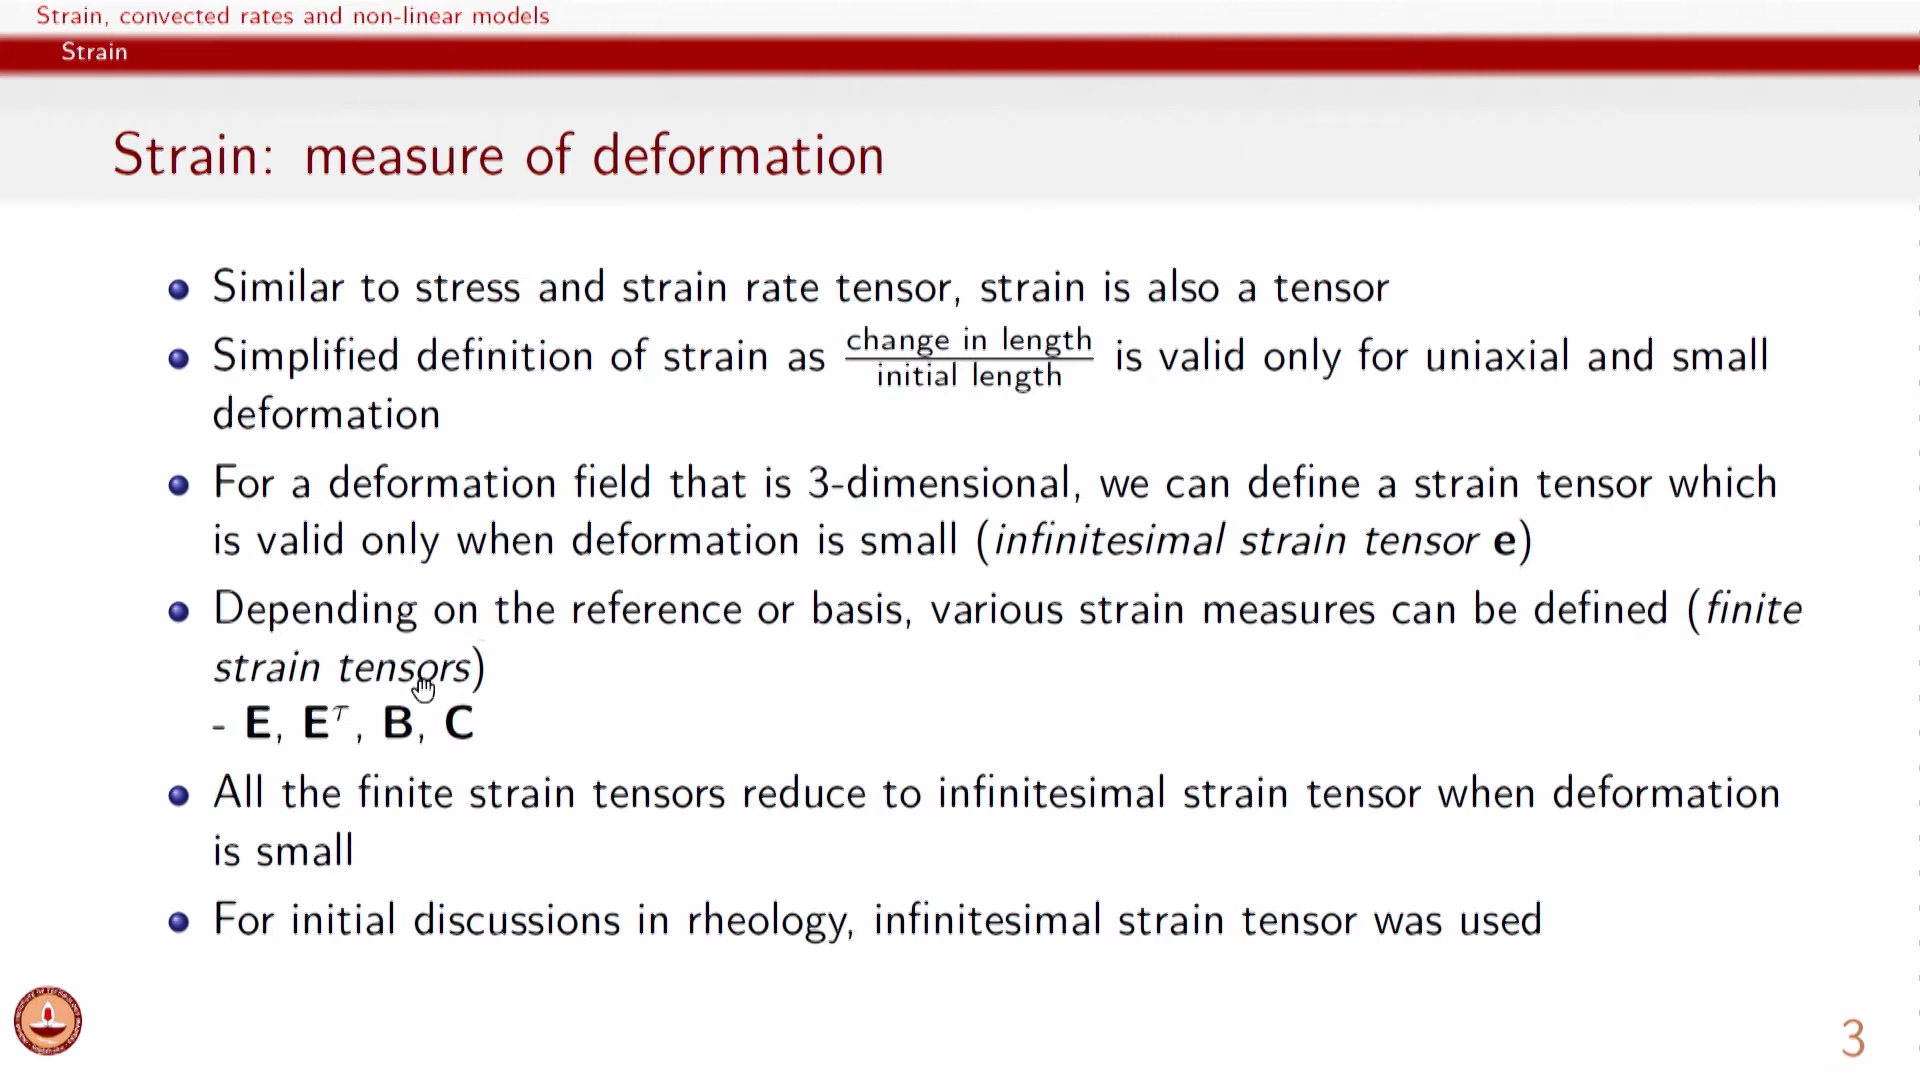 Strain, convected rates and non-linear models
Strain
Strain: measure of deformation
Similar to stress and strain rate tensor, strain is also a tensor
Simplified definition of strain as change in length / initial length is valid only for uniaxial and small
deformation
For a deformation field that is 3-dimensional, we can define a strain tensor which
is valid only when deformation is small (infinitesimal strain tensor e)
Depending on the reference or basis, various strain measures can be defined (finite
strain tensors)
- E, Eᵀ, B, C
All the finite strain tensors reduce to infinitesimal strain tensor when deformation
is small
For initial discussions in rheology, infinitesimal strain tensor was used
3